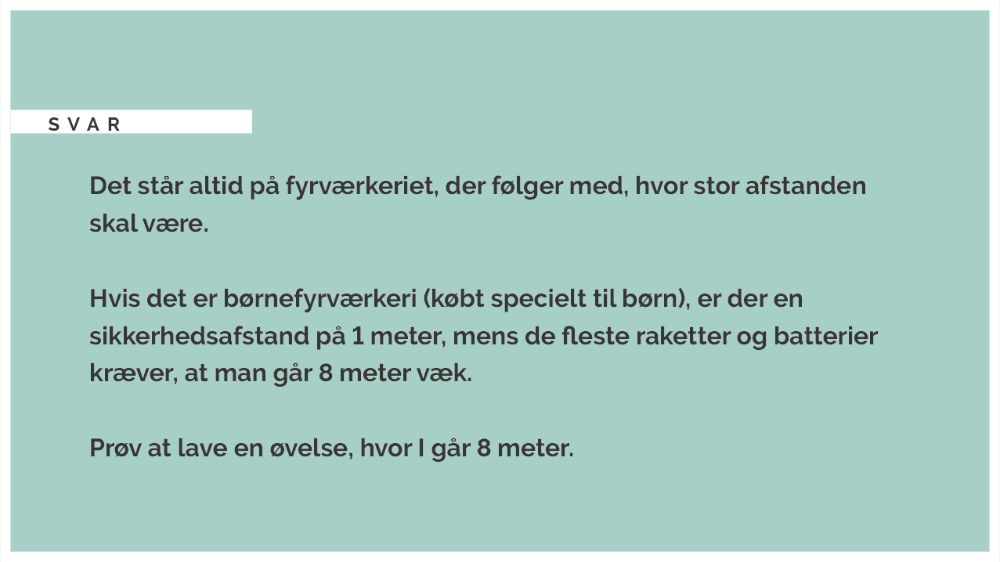 SVAR
Det står altid på fyrværkeriet, der følger med, hvor stor afstanden
skal være.
Hvis det er børnefyrværkeri (købt specielt til børn), er der en
sikkerhedsafstand på 1 meter, mens de fleste raketter og batterier
kræver, at man går 8 meter væk.
Prøv at lave en øvelse, hvor I går 8 meter.